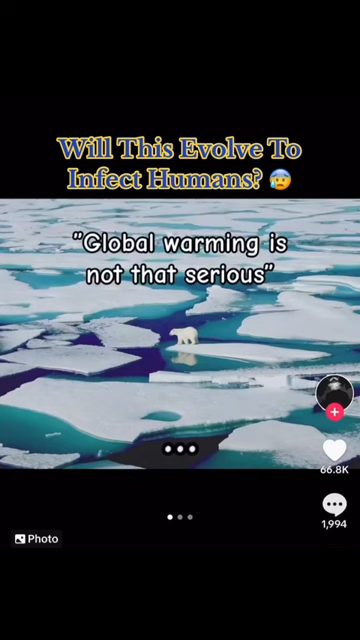 Will This Evolve To
Infect Humans? 😰
"Global warming is
not that serious"
66.8K
1,994
Photo